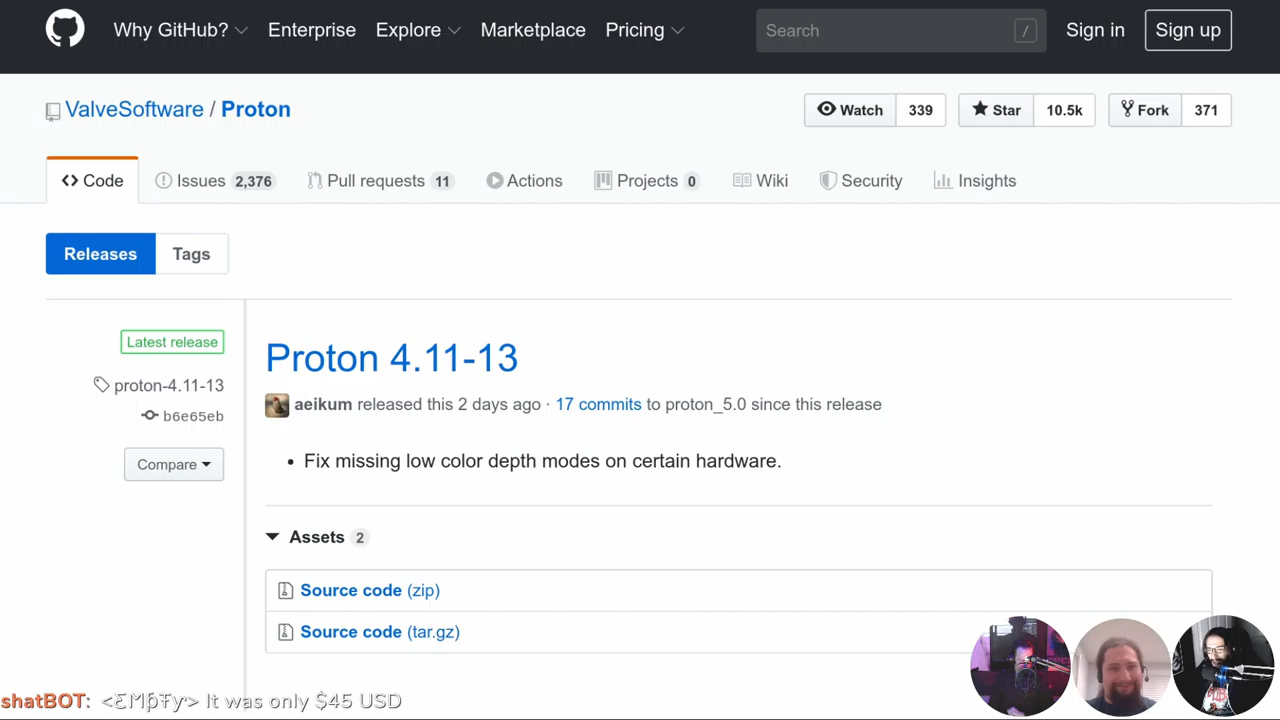 Why GitHub? Enterprise Explore Marketplace Pricing Search / Sign in Sign up
ValveSoftware / Proton Watch 339 Star 10.5k Fork 371
Code Issues 2,376 Pull requests 11 Actions Projects 0 Wiki Security Insights
Releases Tags
Latest release
proton-4.11-13
b6e65eb
Compare
Proton 4.11-13
aeikum released this 2 days ago · 17 commits to proton_5.0 since this release
• Fix missing low color depth modes on certain hardware.
Assets 2
Source code (zip)
Source code (tar.gz)
shatBOT: <ƸMƥŦy> It was only $45 USD